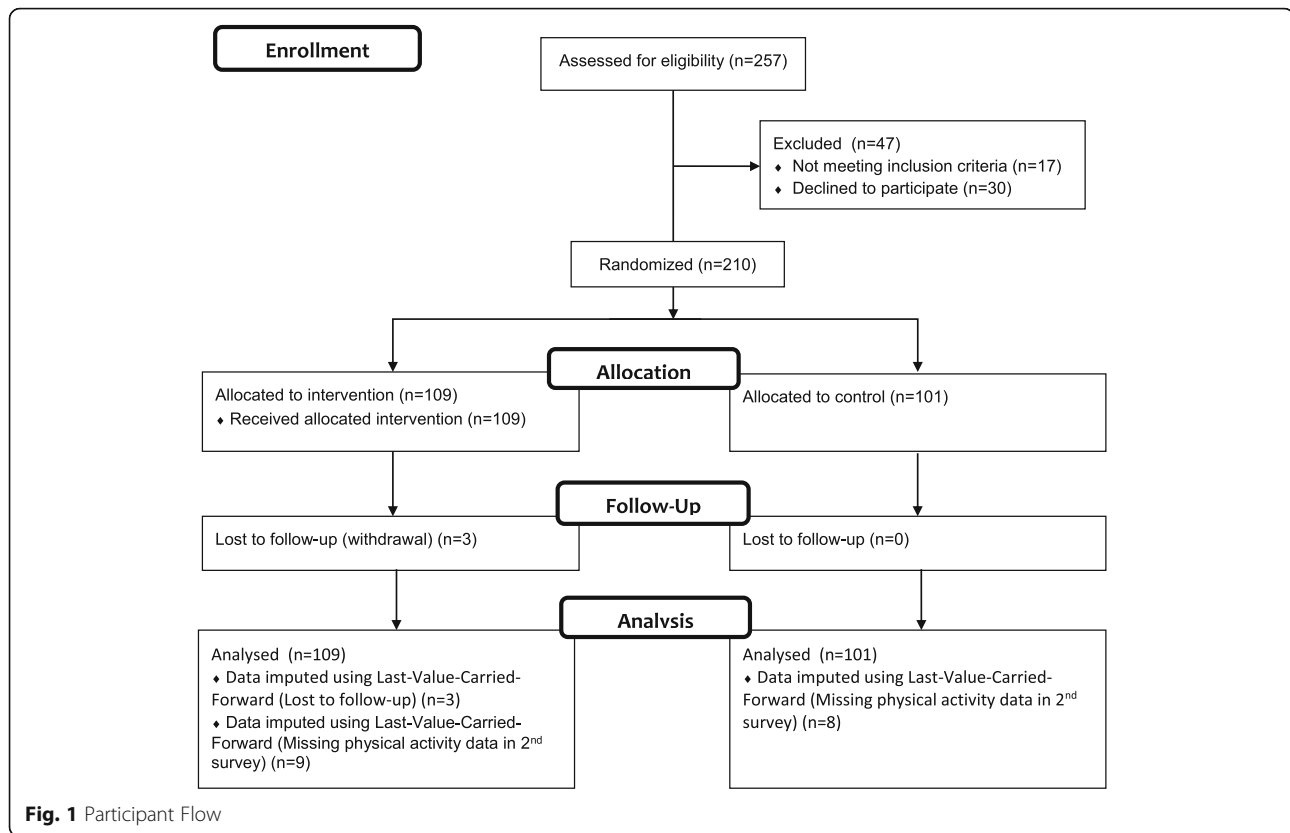 Enrollment
Assessed for eligibility (n=257)
Excluded (n=47)
♦ Not meeting inclusion criteria (n=17)
♦ Declined to participate (n=30)
Randomized (n=210)
Allocation
Allocated to intervention (n=109)
♦ Received allocated intervention (n=109)
Allocated to control (n=101)
Follow-Up
Lost to follow-up (withdrawal) (n=3)
Lost to follow-up (n=0)
Analysis
Analysed (n=109)
♦ Data imputed using Last-Value-Carried-
Forward (Lost to follow-up) (n=3)
♦ Data imputed using Last-Value-Carried-
Forward (Missing physical activity data in 2nd
survey) (n=9)
Analysed (n=101)
♦ Data imputed using Last-Value-Carried-
Forward (Missing physical activity data in 2nd
survey) (n=8)
Fig. 1 Participant Flow